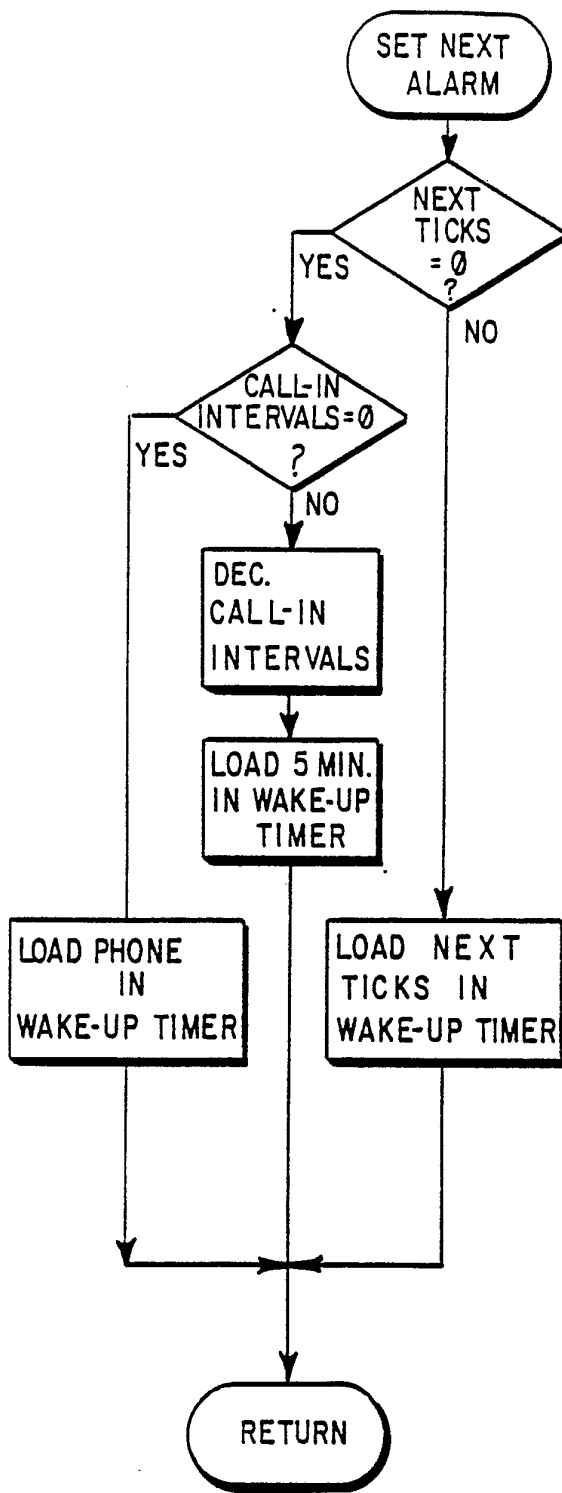 SET NEXT
ALARM
NEXT
TICKS
=Ø
?
YES
NO
CALL-IN
INTERVALS=Ø
?
YES
NO
DEC.
CALL-IN
INTERVALS
LOAD 5 MIN.
IN WAKE-UP
TIMER
LOAD PHONE
IN
WAKE-UP TIMER
LOAD NEXT
TICKS IN
WAKE-UP TIMER
RETURN